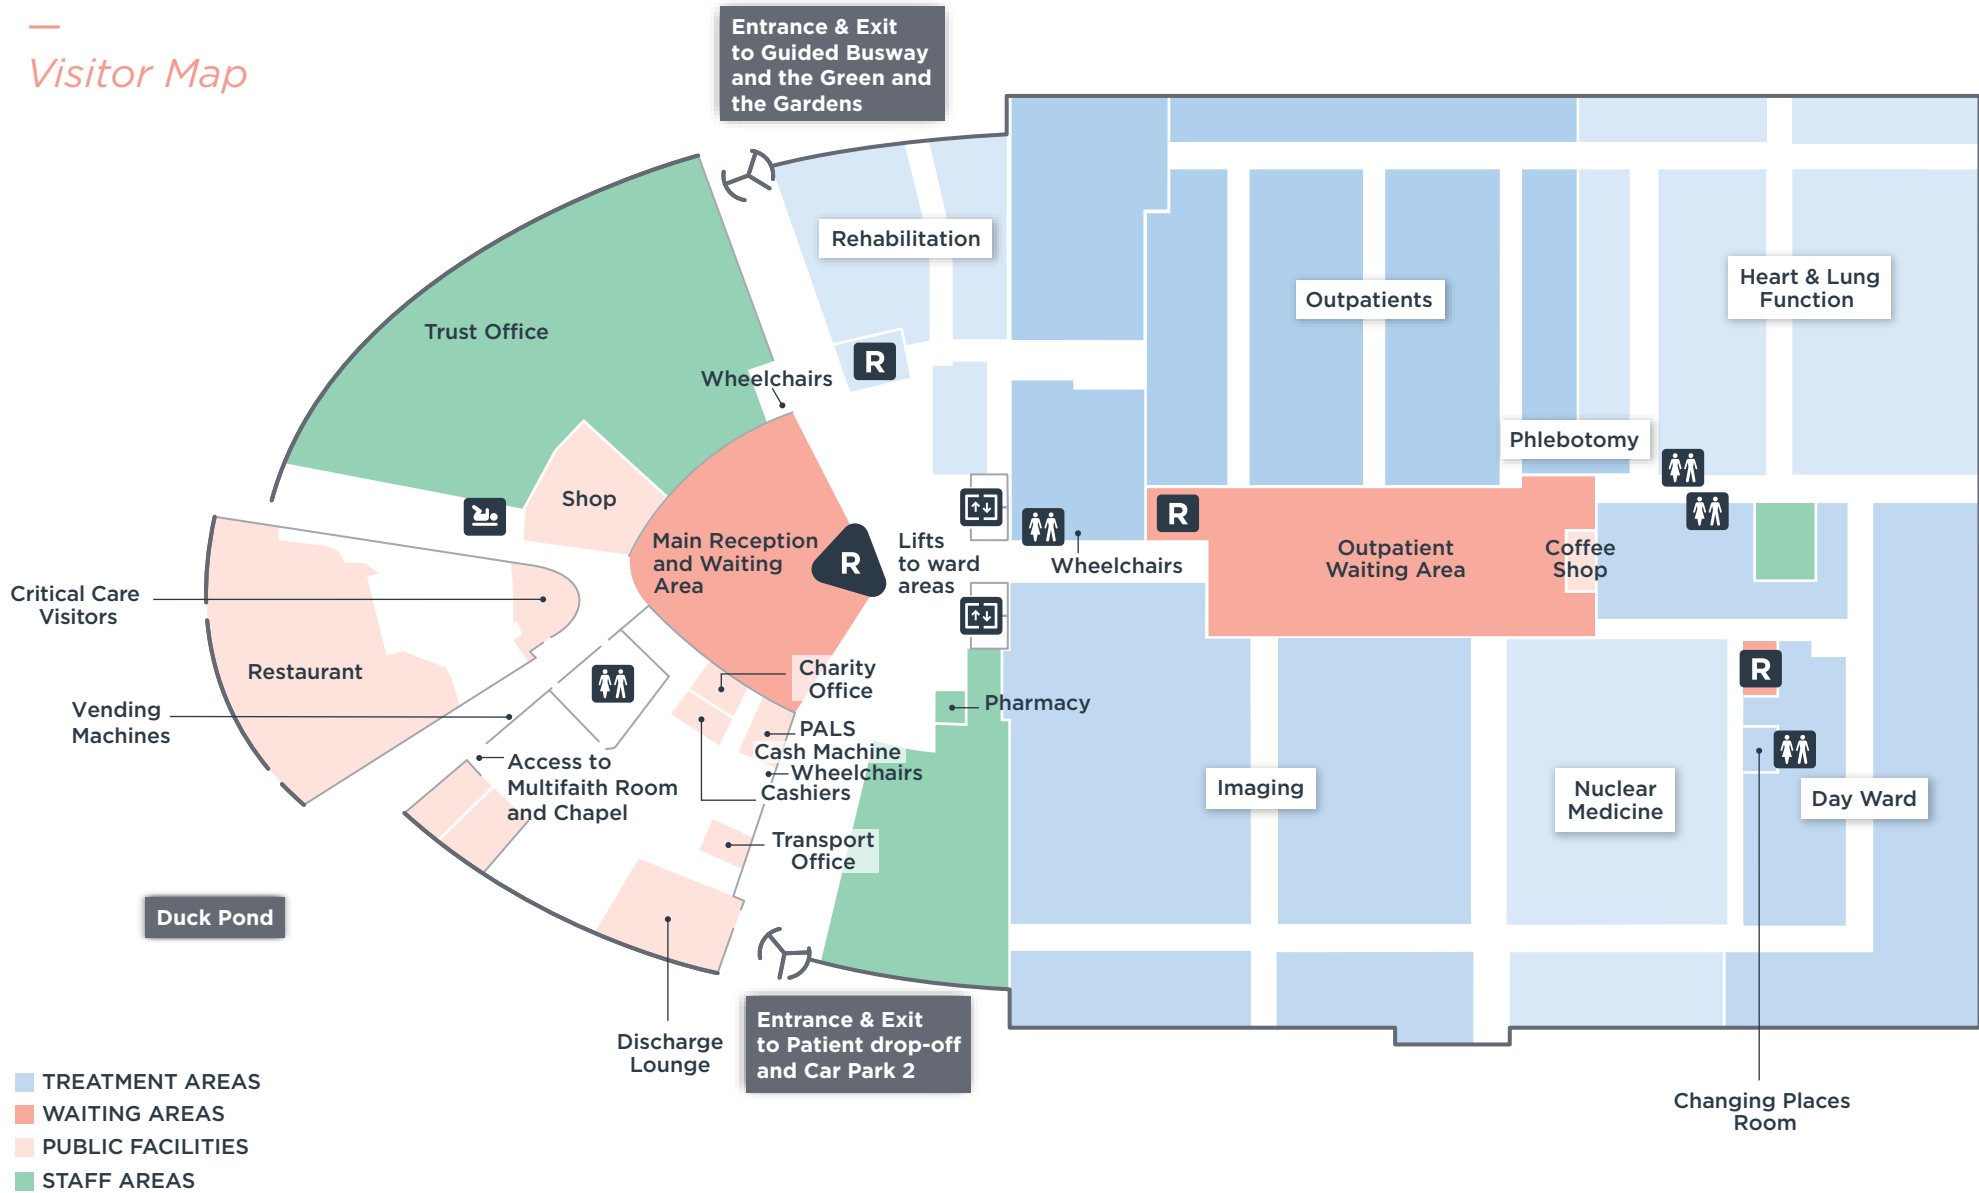 Visitor Map
Entrance & Exit
to Guided Busway
and the Green and
the Gardens
Rehabilitation
Outpatients
Heart & Lung
Function
Trust Office
R
Wheelchairs
Phlebotomy
Shop
R
Main Reception
and Waiting
Area
R
Lifts
to ward
areas
Wheelchairs
Outpatient
Waiting Area
Coffee
Shop
Critical Care
Visitors
Restaurant
Vending
Machines
Charity
Office
Pharmacy
R
PALS
Cash Machine
Wheelchairs
Cashiers
Access to
Multifaith Room
and Chapel
Imaging
Nuclear
Medicine
Day Ward
Transport
Office
Duck Pond
Discharge
Lounge
Entrance & Exit
to Patient drop-off
and Car Park 2
Changing Places
Room
TREATMENT AREAS
WAITING AREAS
PUBLIC FACILITIES
STAFF AREAS